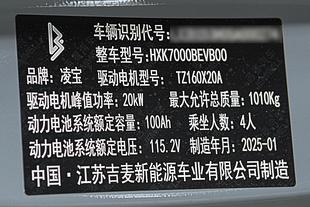 车辆识别代号:
整车型号:HXK7000BEVB00
品牌:凌宝 驱动电机型号: TZ160X20A
驱动电机峰值功率:20kW 最大允许总质量:1010Kg
动力电池系统额定容量:100Ah 乘坐人数:4人
动力电池系统额定电压:115.2V 制造年月:2025-01
中国·江苏吉麦新能源车业有限公司制造